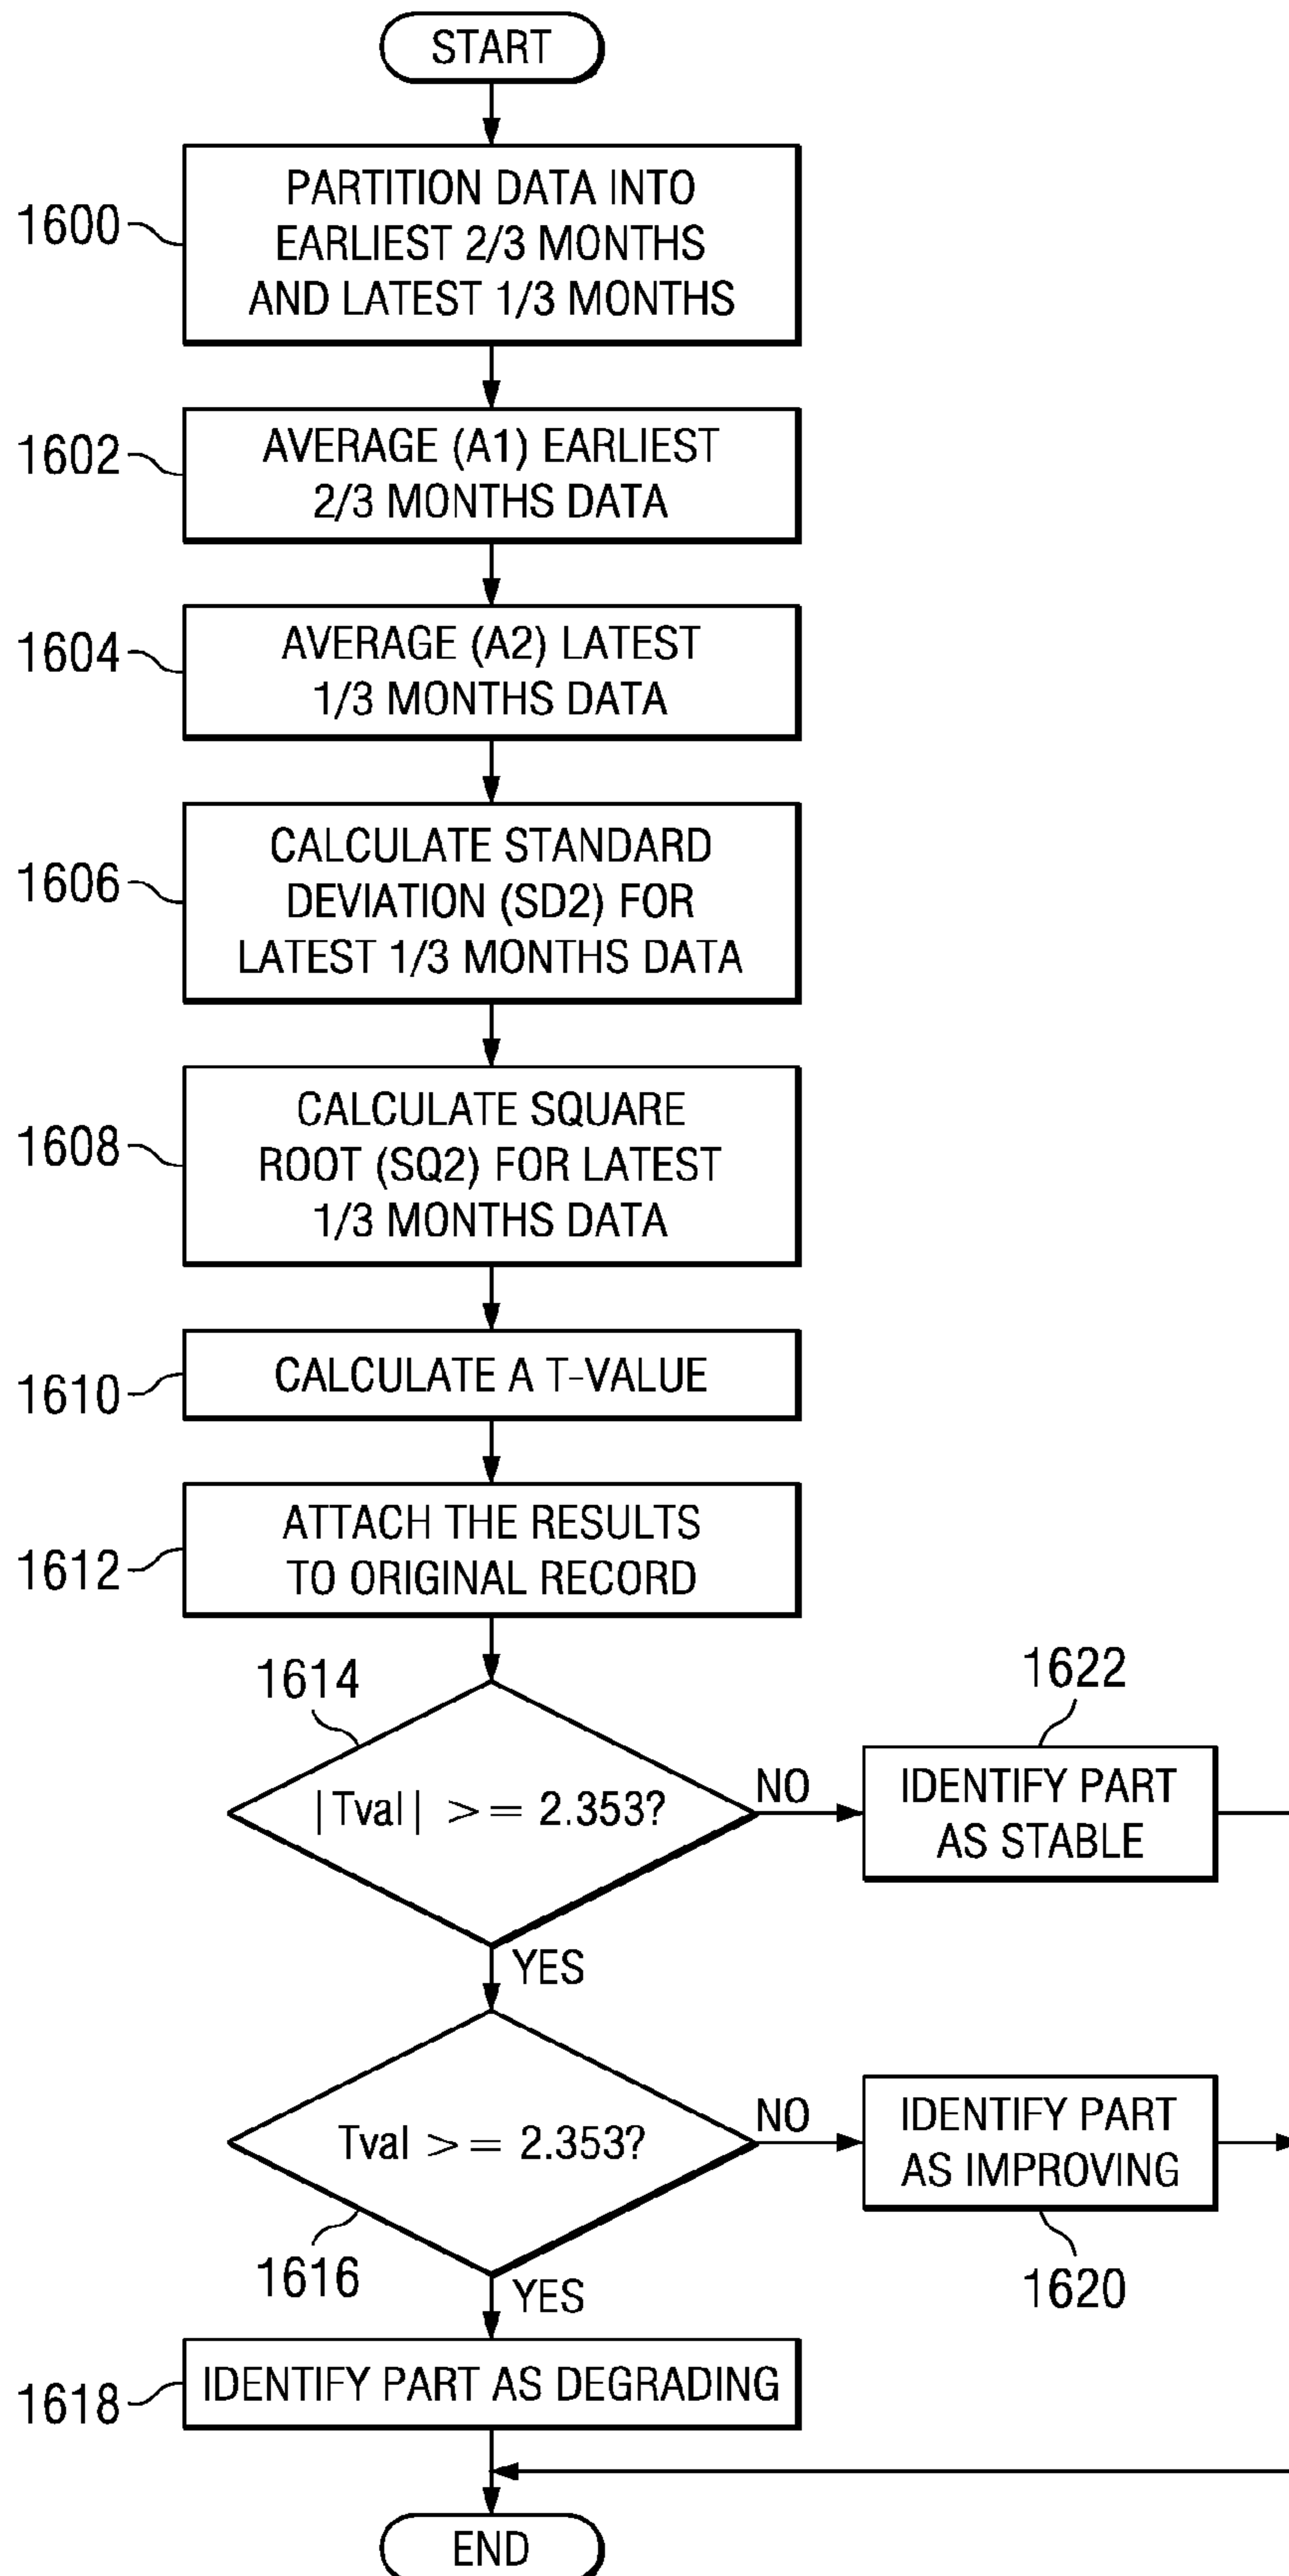 START
1600
PARTITION DATA INTO
EARLIEST 2/3 MONTHS
AND LATEST 1/3 MONTHS
1602
AVERAGE (A1) EARLIEST
2/3 MONTHS DATA
1604
AVERAGE (A2) LATEST
1/3 MONTHS DATA
1606
CALCULATE STANDARD
DEVIATION (SD2) FOR
LATEST 1/3 MONTHS DATA
1608
CALCULATE SQUARE
ROOT (SQ2) FOR LATEST
1/3 MONTHS DATA
1610
CALCULATE A T-VALUE
1612
ATTACH THE RESULTS
TO ORIGINAL RECORD
1614
|Tval| >= 2.353?
NO
1622
IDENTIFY PART
AS STABLE
YES
Tval >= 2.353?
1616
NO
IDENTIFY PART
AS IMPROVING
1620
YES
1618
IDENTIFY PART AS DEGRADING
END